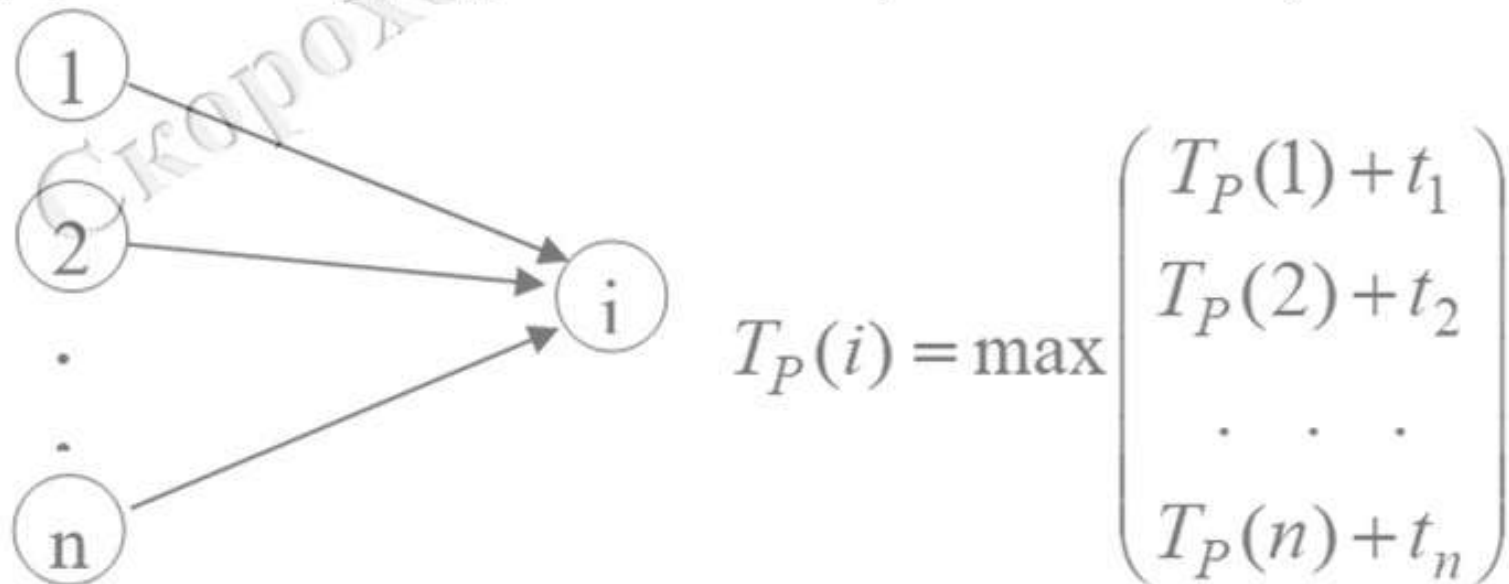 1
2
.
.
n
i
T_P(i) = max
T_P(1) + t_1
T_P(2) + t_2
. . .
T_P(n) + t_n